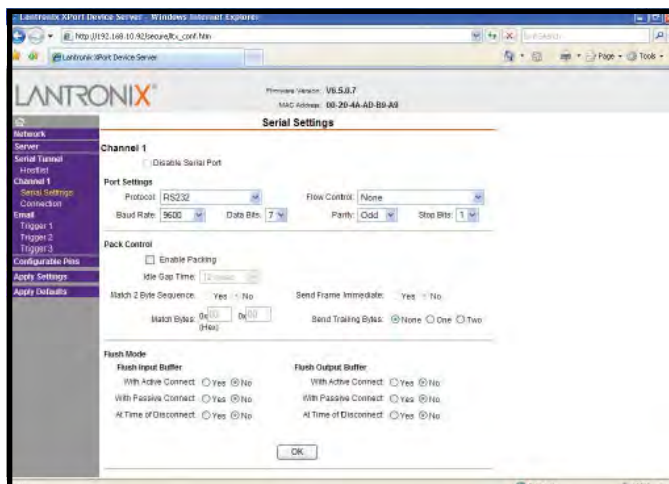 Lantronix XPort Device Server - Windows Internet Explorer
http://192.168.10.92/secure/ltx_conf.htm
Lantronix XPort Device Server
Page
Tools
LANTRONIX
Firmware Version: V6.5.0.7
MAC Address: 00-20-4A-AD-B9-A9
Network
Server
Serial Tunnel
Hostlist
Channel 1
Serial Settings
Connection
Email
Trigger 1
Trigger 2
Trigger 3
Configurable Pins
Apply Settings
Apply Defaults
Serial Settings
Channel 1
Disable Serial Port
Port Settings
Protocol: RS232 Flow Control: None
Baud Rate: 9600 Data Bits: 7 Parity: Odd Stop Bits: 1
Pack Control
Enable Packing
Idle Gap Time: 12 msec
Match 2 Byte Sequence: Yes No Send Frame Immediate: Yes No
Match Bytes: 0x 00 0x 00 Send Trailing Bytes: None One Two
(Hex)
Flush Mode
Flush Input Buffer Flush Output Buffer
With Active Connect: Yes No With Active Connect: Yes No
With Passive Connect: Yes No With Passive Connect: Yes No
At Time of Disconnect: Yes No At Time of Disconnect: Yes No
OK